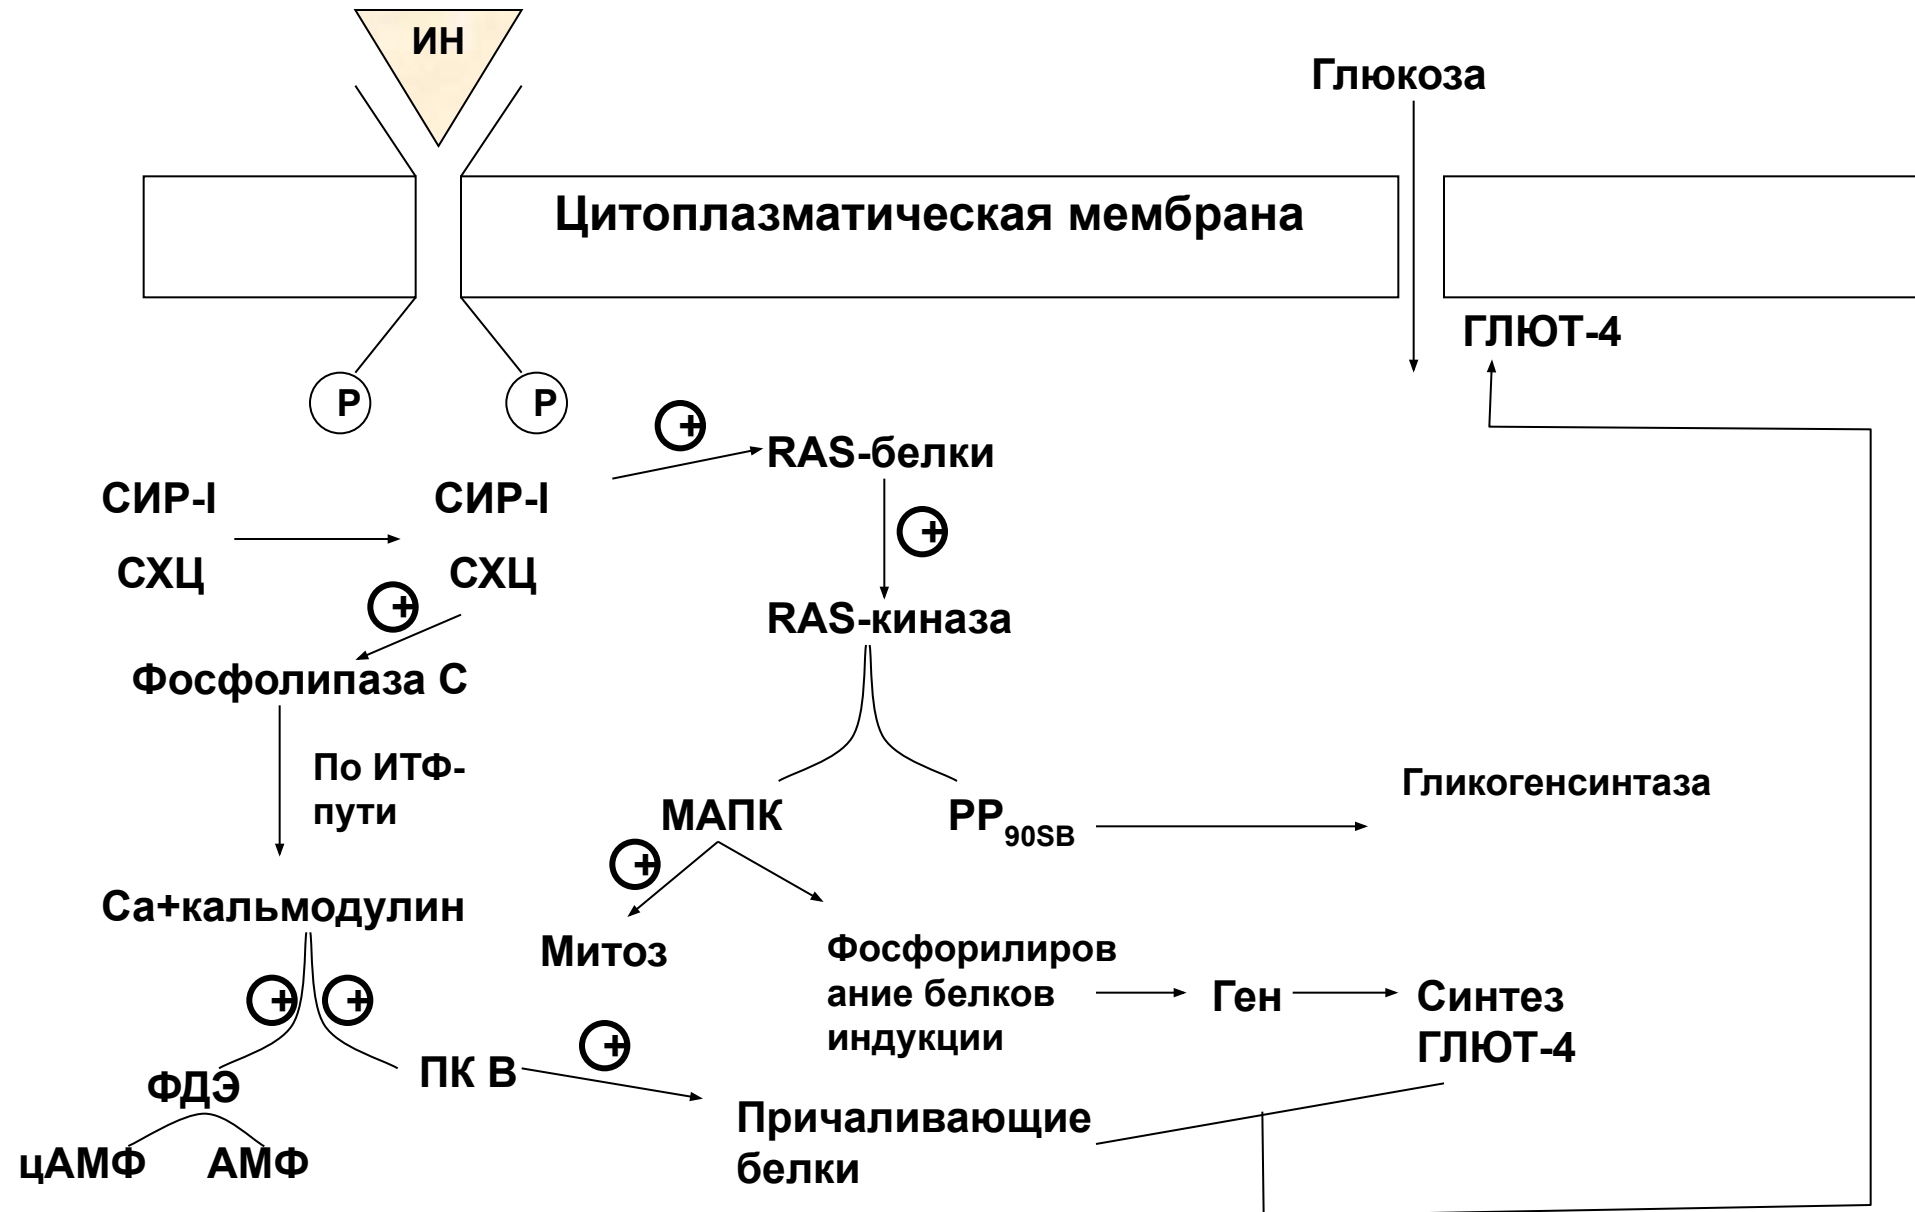 ИН
Глюкоза
Цитоплазматическая мембрана
ГЛЮТ-4
P
P
+
RAS-белки
СИР-I
СИР-I
+
СХЦ
СХЦ
+
RAS-киназа
Фосфолипаза С
По ИТФ-
пути
Гликогенсинтаза
МАПК
PP90SB
+
Са+кальмодулин
Митоз
Фосфорилиров
ание белков
индукции
Ген
Синтез
ГЛЮТ-4
+
+
+
ПК В
ФДЭ
Причаливающие
белки
цАМФ
АМФ